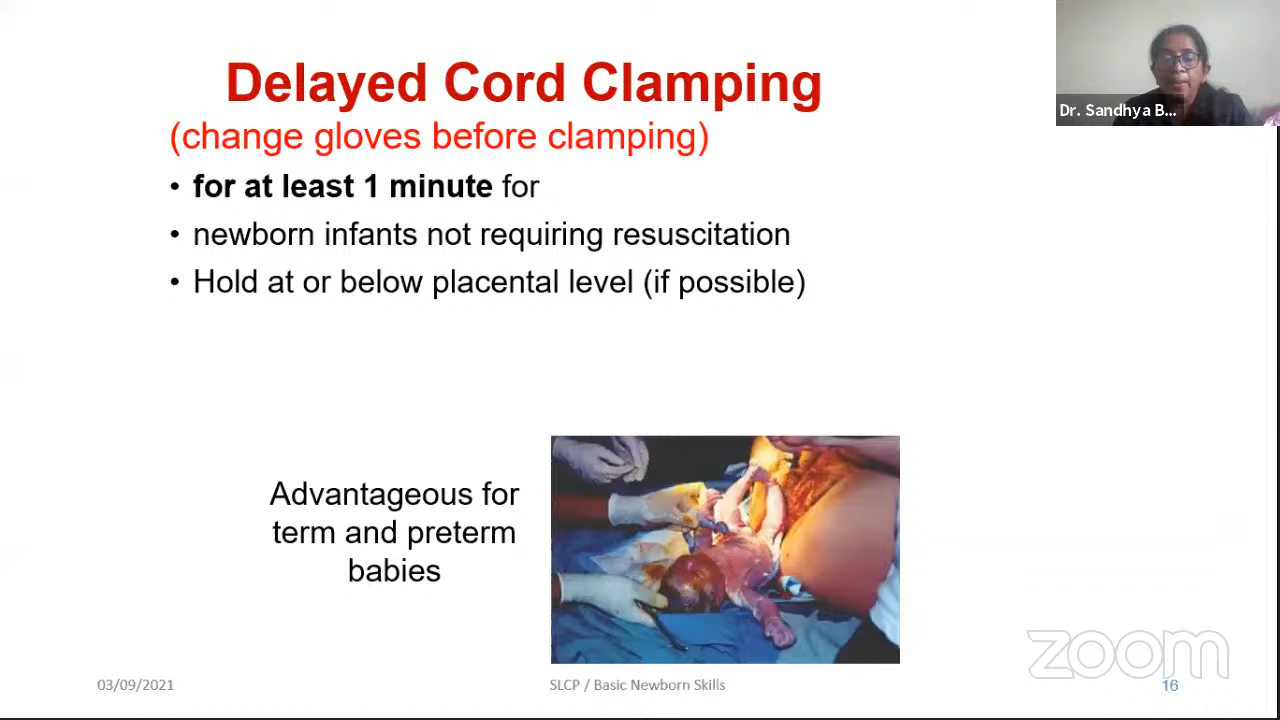 Delayed Cord Clamping
(change gloves before clamping)
• for at least 1 minute for
• newborn infants not requiring resuscitation
• Hold at or below placental level (if possible)
Advantageous for
term and preterm
babies
Dr. Sandhya B...
zoom
03/09/2021
SLCP / Basic Newborn Skills
16